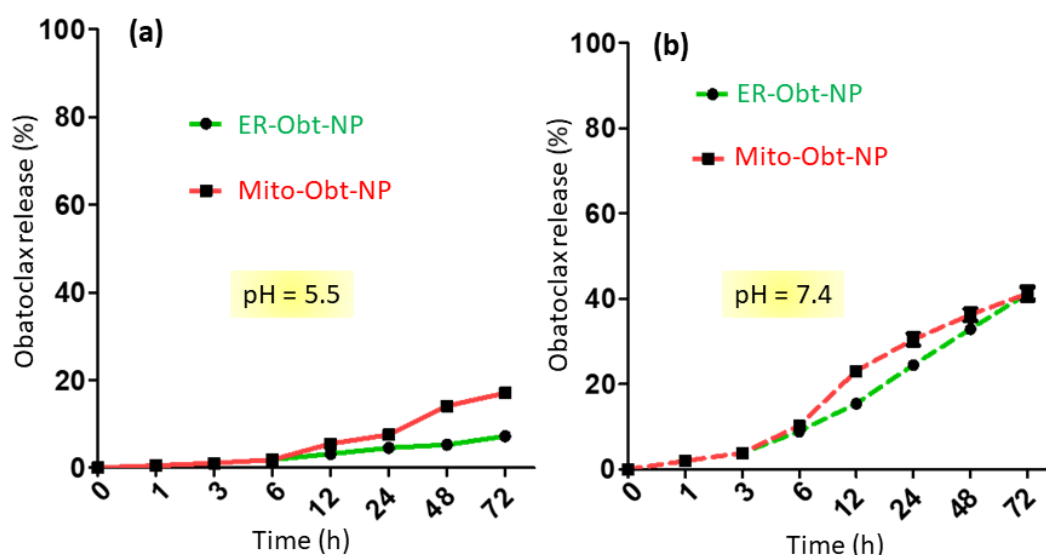 (a)
100
80
60
40
20
0
Obatoclax release (%)
ER-Obt-NP
Mito-Obt-NP
pH = 5.5
0 1 3 6 12 24 48 72
Time (h)
(b)
100
80
60
40
20
0
Obatoclax release (%)
ER-Obt-NP
Mito-Obt-NP
pH = 7.4
0 1 3 6 12 24 48 72
Time (h)